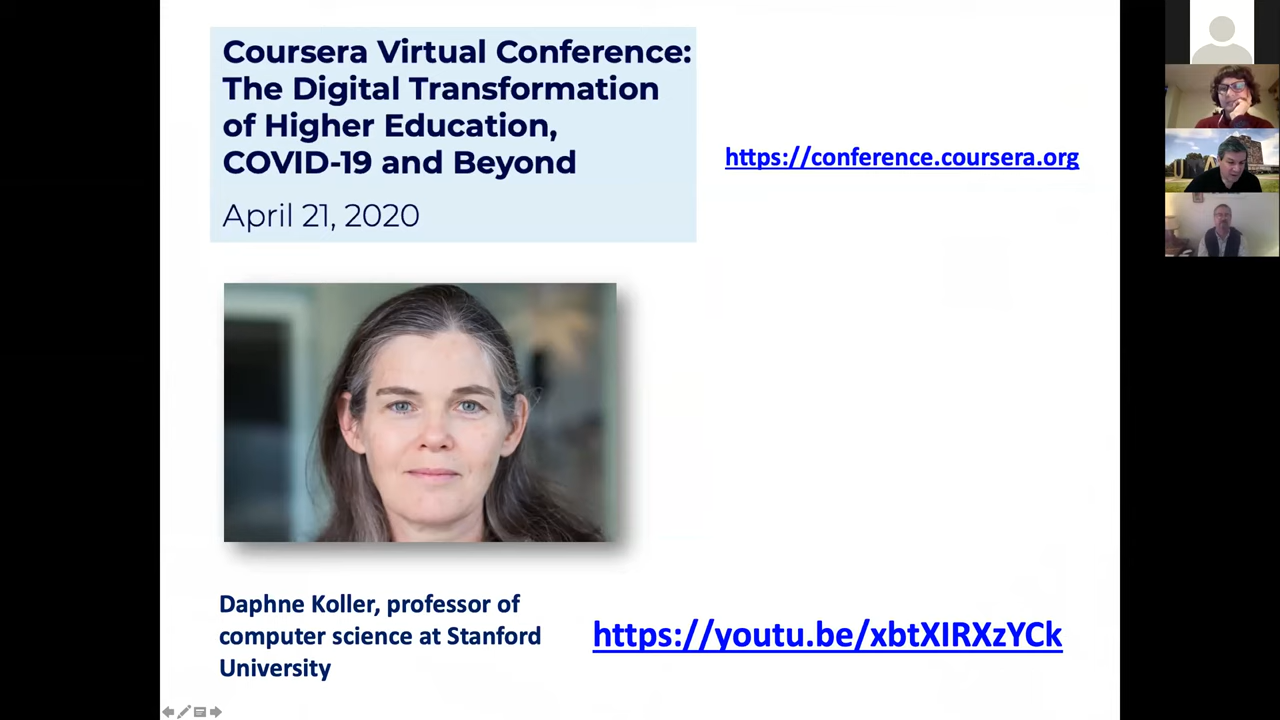 Coursera Virtual Conference:
The Digital Transformation
of Higher Education,
COVID-19 and Beyond
April 21, 2020
https://conference.coursera.org
Daphne Koller, professor of
computer science at Stanford
University
https://youtu.be/xbtXIRXzYCk